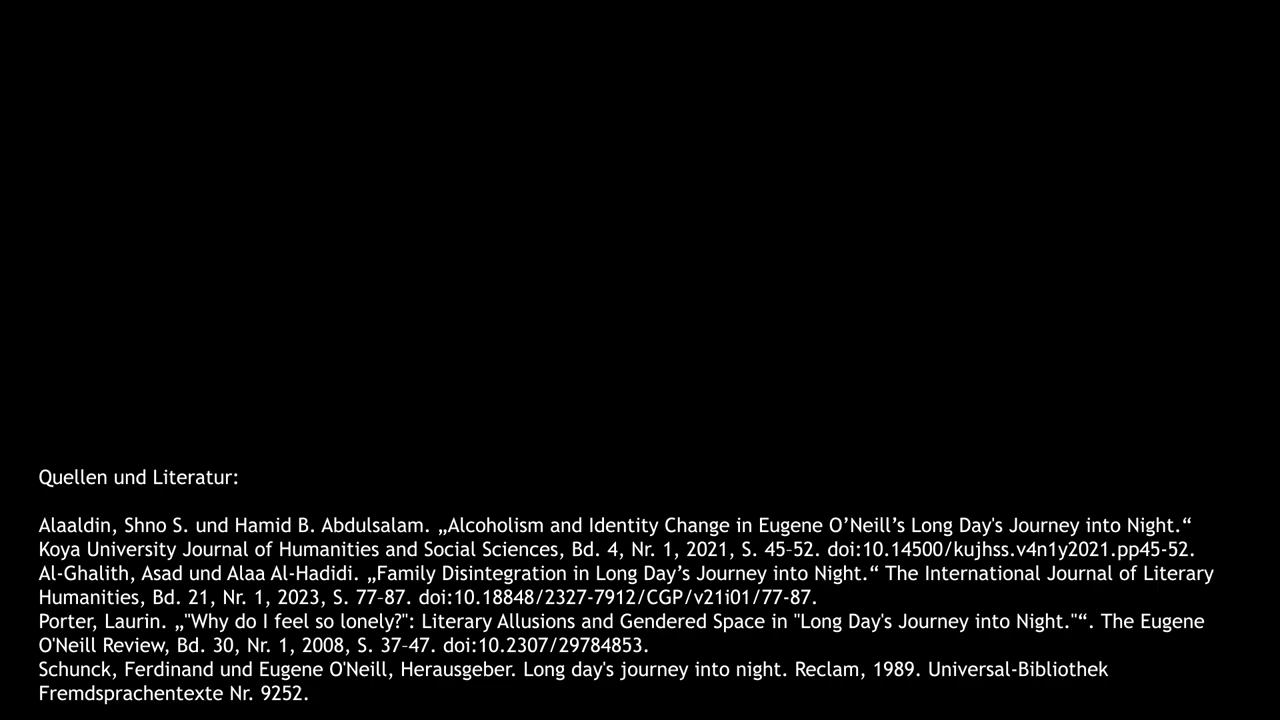 Quellen und Literatur:
Alaaldin, Shno S. und Hamid B. Abdulsalam. „Alcoholism and Identity Change in Eugene O’Neill’s Long Day's Journey into Night.“
Koya University Journal of Humanities and Social Sciences, Bd. 4, Nr. 1, 2021, S. 45–52. doi:10.14500/kujhss.v4n1y2021.pp45-52.
Al-Ghalith, Asad und Alaa Al-Hadidi. „Family Disintegration in Long Day’s Journey into Night.“ The International Journal of Literary
Humanities, Bd. 21, Nr. 1, 2023, S. 77–87. doi:10.18848/2327-7912/CGP/v21i01/77-87.
Porter, Laurin. „"Why do I feel so lonely?": Literary Allusions and Gendered Space in "Long Day's Journey into Night."“. The Eugene
O'Neill Review, Bd. 30, Nr. 1, 2008, S. 37–47. doi:10.2307/29784853.
Schunck, Ferdinand und Eugene O'Neill, Herausgeber. Long day's journey into night. Reclam, 1989. Universal-Bibliothek
Fremdsprachentexte Nr. 9252.